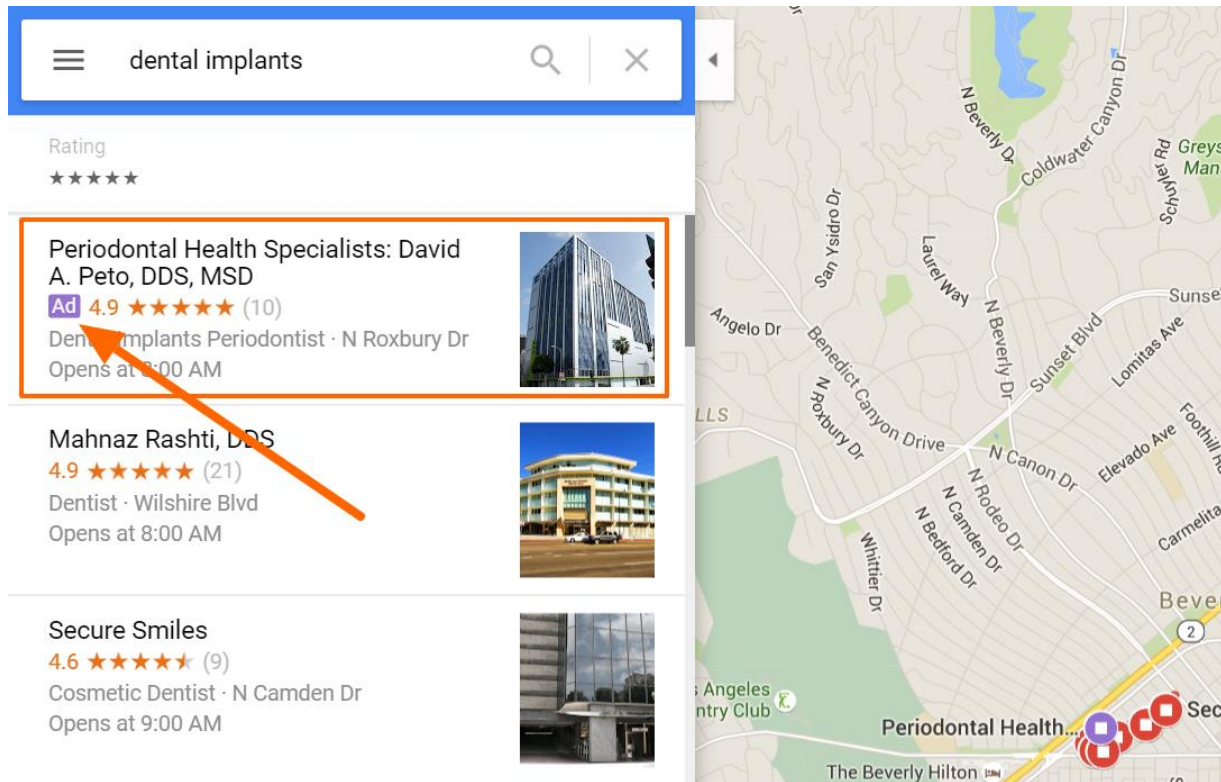 dental implants
Rating
★★★★★
Periodontal Health Specialists: David
A. Peto, DDS, MSD
Ad 4.9 ★★★★★ (10)
Implants Periodontist · N Roxbury Dr
Opens at 8:00 AM
Mahnaz Rashti, DDS
4.9 ★★★★★ (21)
Dentist · Wilshire Blvd
Opens at 8:00 AM
Secure Smiles
4.6 ★★★★★ (9)
Cosmetic Dentist · N Camden Dr
Opens at 9:00 AM
N Beverly Dr
Coldwater Canyon Dr
Schuyler Rd
Greys
Man
San Ysidro Dr
Laurel Way
N Beverly Dr
Sunse
Angelo Dr
Benedict Canyon Drive
Sunset Blvd
Lomitas Ave
N Roxbury Dr
LLS
Foothill R
N Canon Dr
Elevado Ave
N Rodeo Dr
N Camden Dr
N Bedford Dr
Carmelita
Whittier Dr
Beve
2
Angeles
ntry Club
Periodontal Health...
Sec
The Beverly Hilton